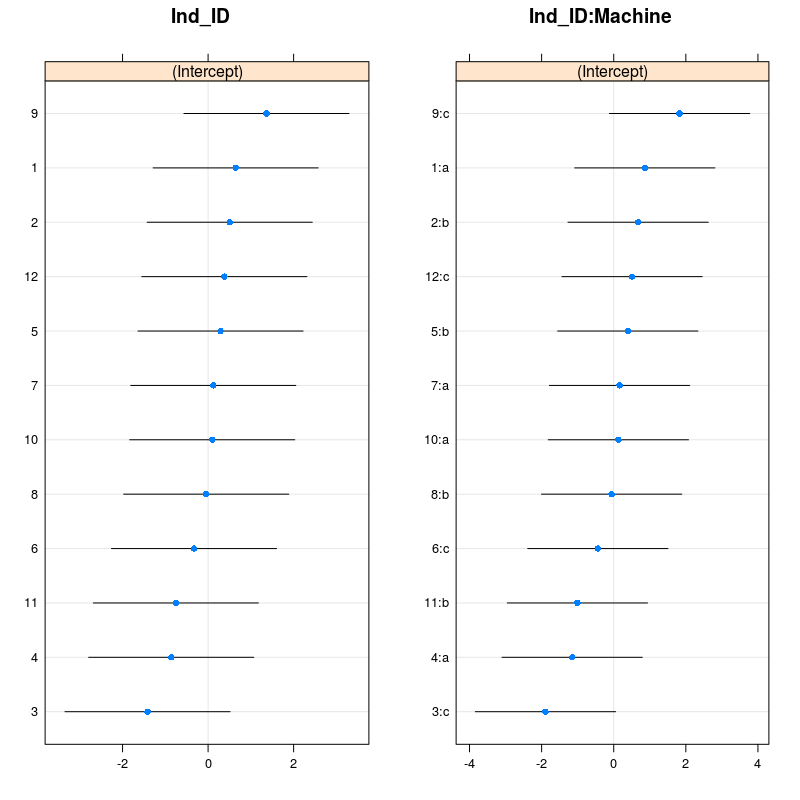 Ind_ID
(Intercept)
9
1
2
12
5
7
10
8
6
11
4
3
-2 0 2
Ind_ID:Machine
(Intercept)
9:c
1:a
2:b
12:c
5:b
7:a
10:a
8:b
6:c
11:b
4:a
3:c
-4 -2 0 2 4